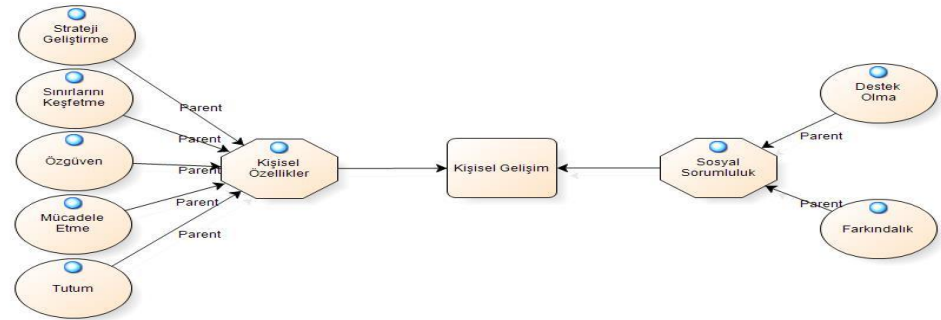 Strateji
Geliştirme
Parent
Sınırlarını
Keşfetme
Parent
Özgüven
Parent
Mücadele
Etme
Parent
Tutum
Parent
Kişisel
Özellikler
Kişisel Gelişim
Sosyal
Sorumluluk
Destek
Olma
Parent
Farkındalık
Parent